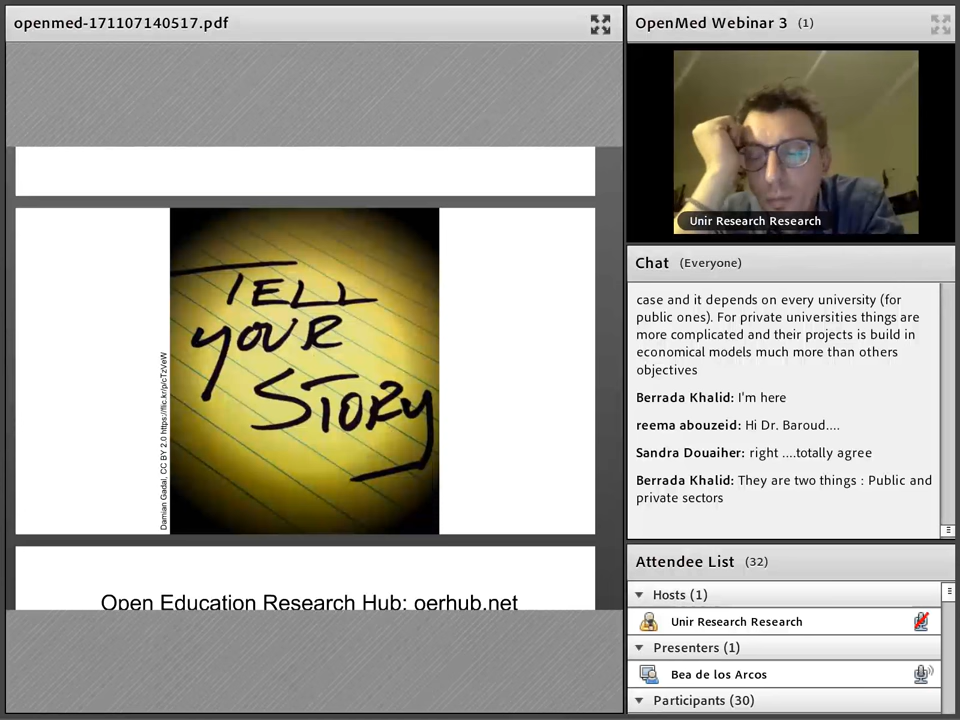 openmed-171107140517.pdf
TELL
YOUR
STORY
Damian Gadal, CC BY 2.0 https://flic.kr/p/cTzVeW
Open Education Research Hub: oerhub.net
OpenMed Webinar 3 (1)
Unir Research Research
Chat (Everyone)
case and it depends on every university (for
public ones). For private universities things are
more complicated and their projects is build in
economical models much more than others
objectives
Berrada Khalid: I'm here
reema abouzeid: Hi Dr. Baroud....
Sandra Douaiher: right ....totally agree
Berrada Khalid: They are two things : Public and
private sectors
Attendee List (32)
Hosts (1)
Unir Research Research
Presenters (1)
Bea de los Arcos
Participants (30)